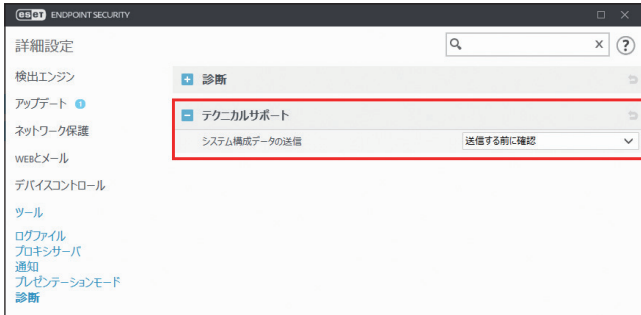 eset ENDPOINT SECURITY
詳細設定
検出エンジン
アップデート 1
ネットワーク保護
WEBとメール
デバイスコントロール
ツール
ログファイル
プロキシサーバ
通知
プレゼンテーションモード
診断
診断
テクニカルサポート
システム構成データの送信 送信する前に確認